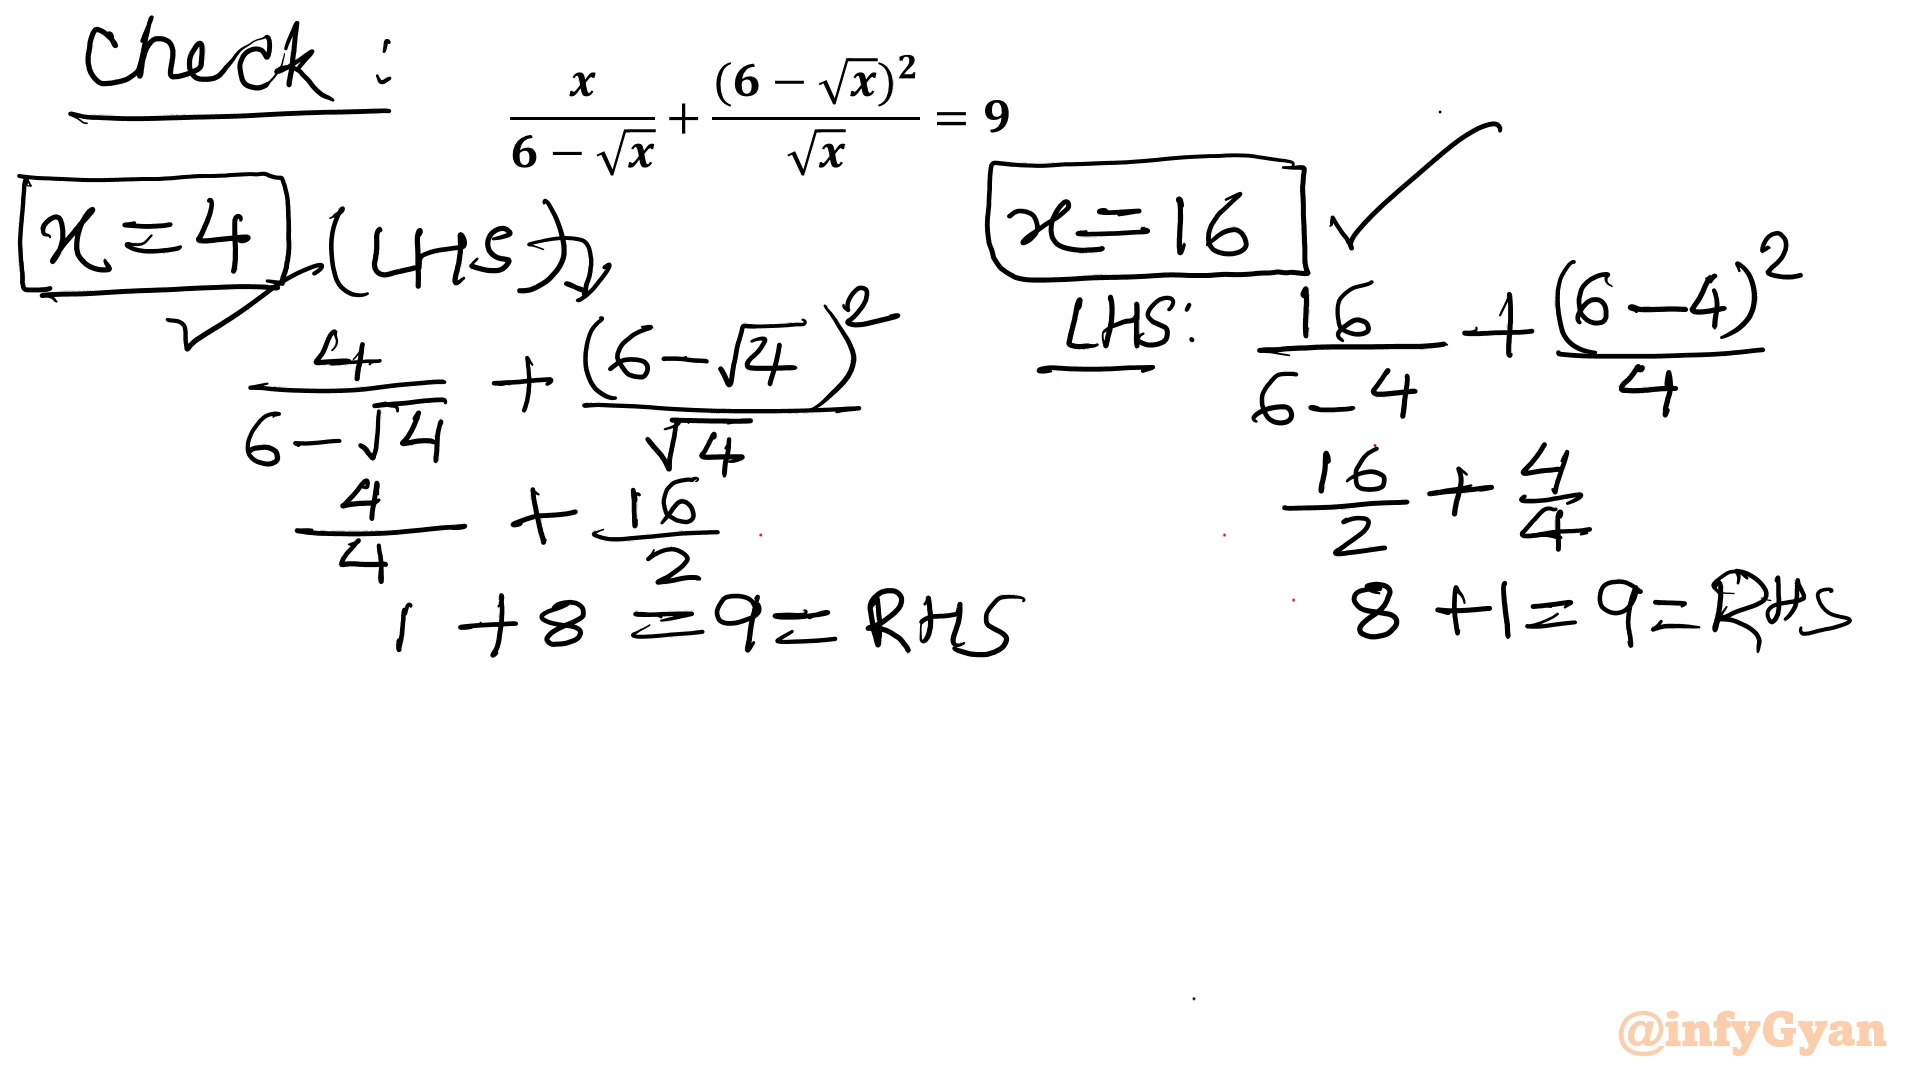 Check :
x/(6 − √x) + (6 − √x)²/√x = 9
x = 4 (LHS)
4/(6 − √4) + (6 − √4)²/√4
4/4 + 16/2
1 + 8 = 9 = RHS
x = 16
LHS: 16/(6 − 4) + (6 − 4)²/4
16/2 + 4/4
8 + 1 = 9 = RHS
@infyGyan